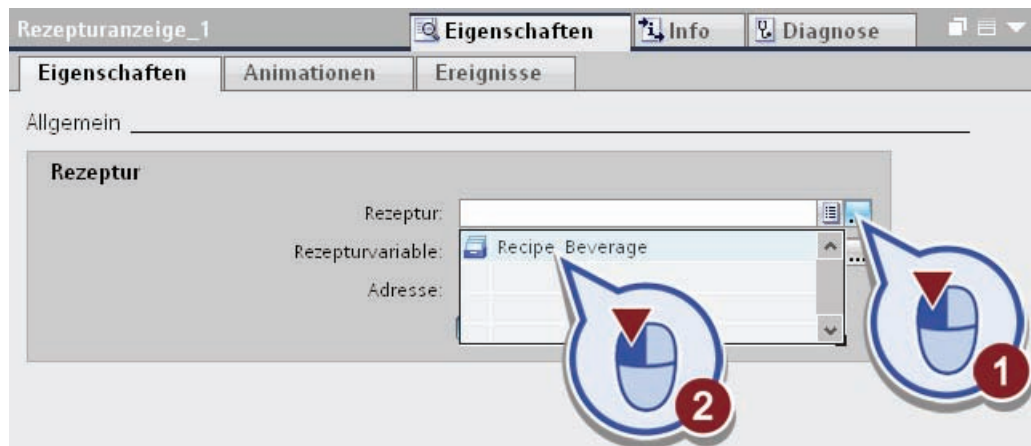 Rezepturanzeige_1
Eigenschaften
Info
Diagnose
Eigenschaften
Animationen
Ereignisse
Allgemein
Rezeptur
Rezeptur:
Recipe_Beverage
Rezepturvariable:
...
Adresse:
1
2